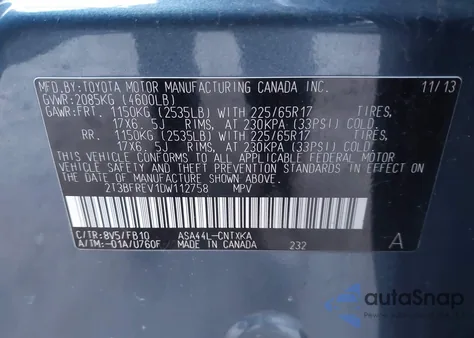 MFD.BY: TOYOTA MOTOR MANUFACTURING CANADA INC. 11/13
GVWR: 2085KG (4600LB)
GAWR: FRT. 1150KG (2535LB) WITH 225/65R17 TIRES,
17X6. 5J RIMS, AT 230KPA (33PSI) COLD.
RR. 1150KG (2535LB) WITH 225/65R17 TIRES,
17X6. 5J RIMS, AT 230KPA (33PSI) COLD.
THIS VEHICLE CONFORMS TO ALL APPLICABLE FEDERAL MOTOR
VEHICLE SAFETY AND THEFT PREVENTION STANDARDS IN EFFECT
ON THE DATE OF MANUFACTURE SHOWN ABOVE.
2T3BFREV1DW112758 MPV
C/TR: 8V5/FB10 ASA44L-CNTXKA
A/TM: -01A/U760F MADE IN CANADA 232 A
autoSnap
POWERED BY